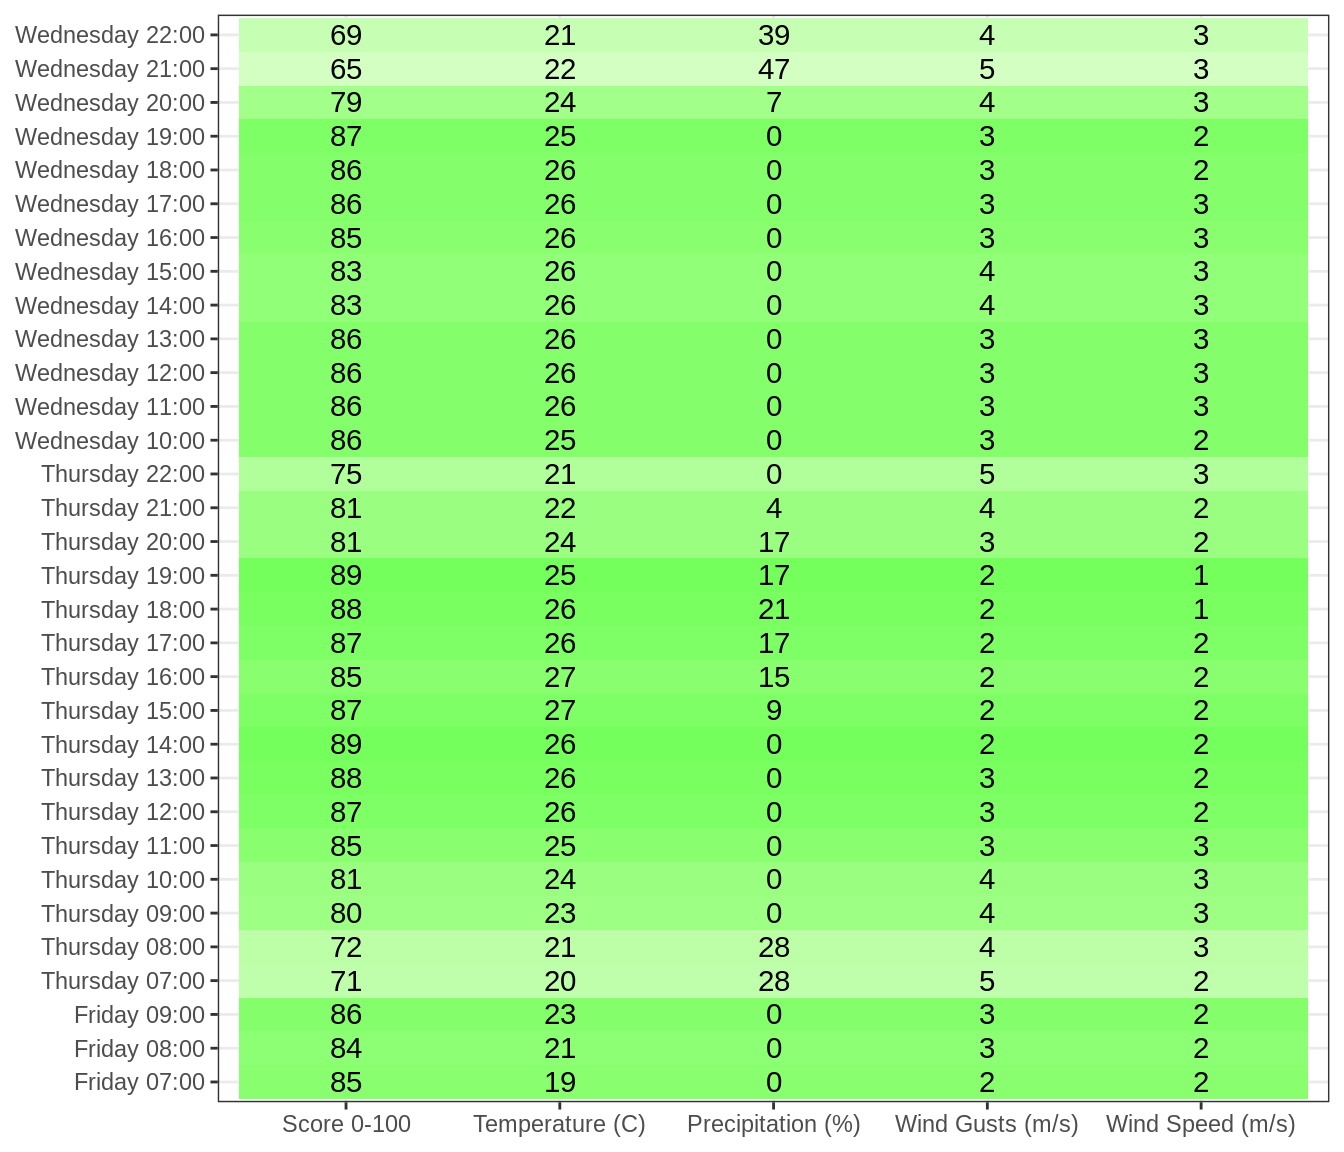 Wednesday 22:00 69 21 39 4 3
Wednesday 21:00 65 22 47 5 3
Wednesday 20:00 79 24 7 4 3
Wednesday 19:00 87 25 0 3 2
Wednesday 18:00 86 26 0 3 2
Wednesday 17:00 86 26 0 3 3
Wednesday 16:00 85 26 0 3 3
Wednesday 15:00 83 26 0 4 3
Wednesday 14:00 83 26 0 4 3
Wednesday 13:00 86 26 0 3 3
Wednesday 12:00 86 26 0 3 3
Wednesday 11:00 86 26 0 3 3
Wednesday 10:00 86 25 0 3 2
Thursday 22:00 75 21 0 5 3
Thursday 21:00 81 22 4 4 2
Thursday 20:00 81 24 17 3 2
Thursday 19:00 89 25 17 2 1
Thursday 18:00 88 26 21 2 1
Thursday 17:00 87 26 17 2 2
Thursday 16:00 85 27 15 2 2
Thursday 15:00 87 27 9 2 2
Thursday 14:00 89 26 0 2 2
Thursday 13:00 88 26 0 3 2
Thursday 12:00 87 26 0 3 2
Thursday 11:00 85 25 0 3 3
Thursday 10:00 81 24 0 4 3
Thursday 09:00 80 23 0 4 3
Thursday 08:00 72 21 28 4 3
Thursday 07:00 71 20 28 5 2
Friday 09:00 86 23 0 3 2
Friday 08:00 84 21 0 3 2
Friday 07:00 85 19 0 2 2
Score 0-100 Temperature (C) Precipitation (%) Wind Gusts (m/s) Wind Speed (m/s)